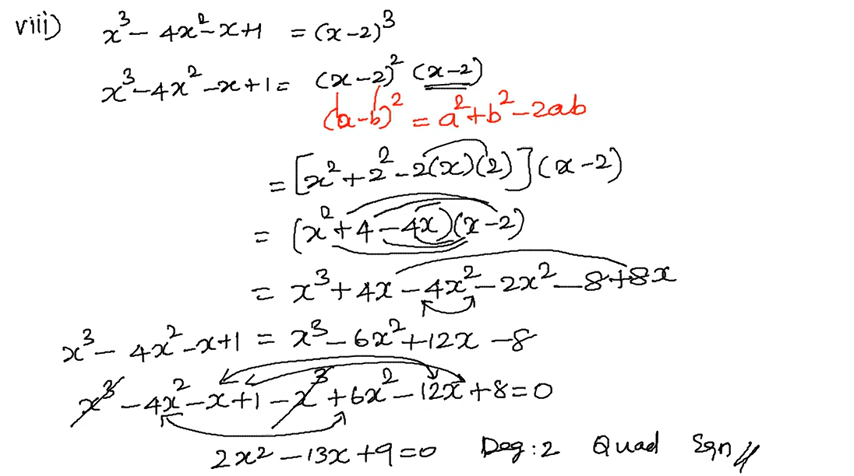 viii) x³ - 4x² - x + 1 = (x-2)³
x³ - 4x² - x + 1 = (x-2)² (x-2)
(a-b)² = a² + b² - 2ab
= [x² + 2² - 2(x)(2)] (x-2)
= (x² + 4 - 4x)(x-2)
= x³ + 4x - 4x² - 2x² - 8 + 8x
x³ - 4x² - x + 1 = x³ - 6x² + 12x - 8
x³ - 4x² - x + 1 - x³ + 6x² - 12x + 8 = 0
2x² - 13x + 9 = 0 Deg: 2 Quad Eqn //